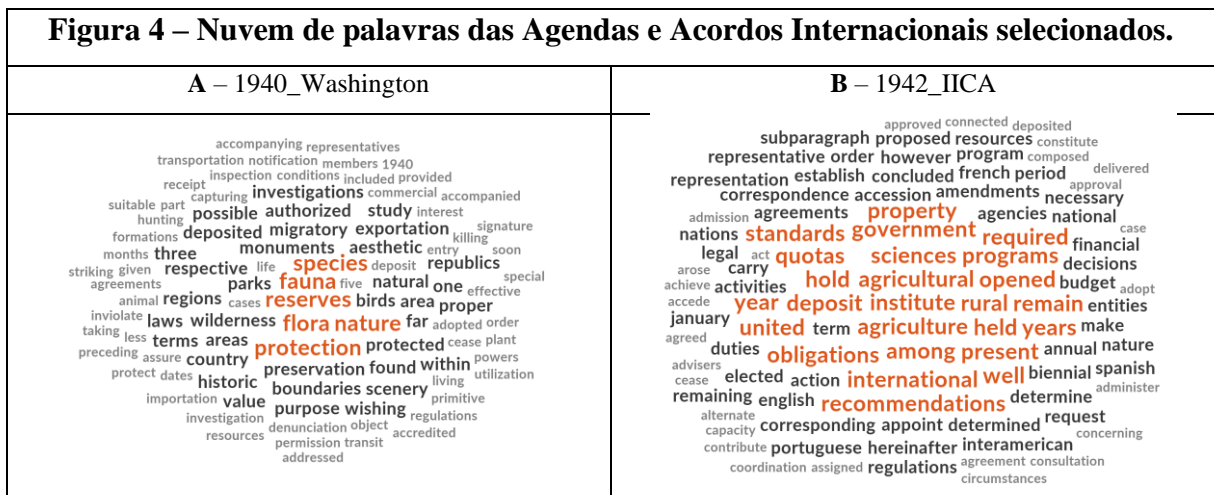 Figura 4 – Nuvem de palavras das Agendas e Acordos Internacionais selecionados.
A – 1940_Washington
B – 1942_IICA
accompanying representatives
transportation notification members 1940
inspection conditions included provided
receipt capturing investigations commercial accompanied
suitable part possible authorized study interest
hunting deposited migratory exportation signature
formations monuments aesthetic entry killing soon
months three species deposit republics
striking given respective life fauna five natural one special
agreements parks reserves birds area effective
animal regions cases proper
inviolate laws wilderness flora nature far adopted order
taking less terms areas protection protected cease plant
preceding assure country preservation found within powers
protect dates historic boundaries scenery living utilization
importation value purpose wishing primitive
investigation denunciation object regulations
resources permission transit accredited
addressed
approved connected deposited
subparagraph proposed resources constitute
representative order however program composed
representation establish concluded french period delivered
correspondence accession amendments necessary approval
admission agreements property agencies national
nations standards government required financial case
legal act quotas sciences programs decisions
arose carry hold agricultural opened budget adopt
achieve activities
accede year deposit institute rural remain entities
january united term agriculture held years make
agreed duties obligations among present annual nature
advisers elected action international well biennial spanish
cease remaining english recommendations determine administer
alternate corresponding appoint determined request
capacity concerning
contribute portuguese hereinafter interamerican
coordination assigned regulations agreement consultation
circumstances